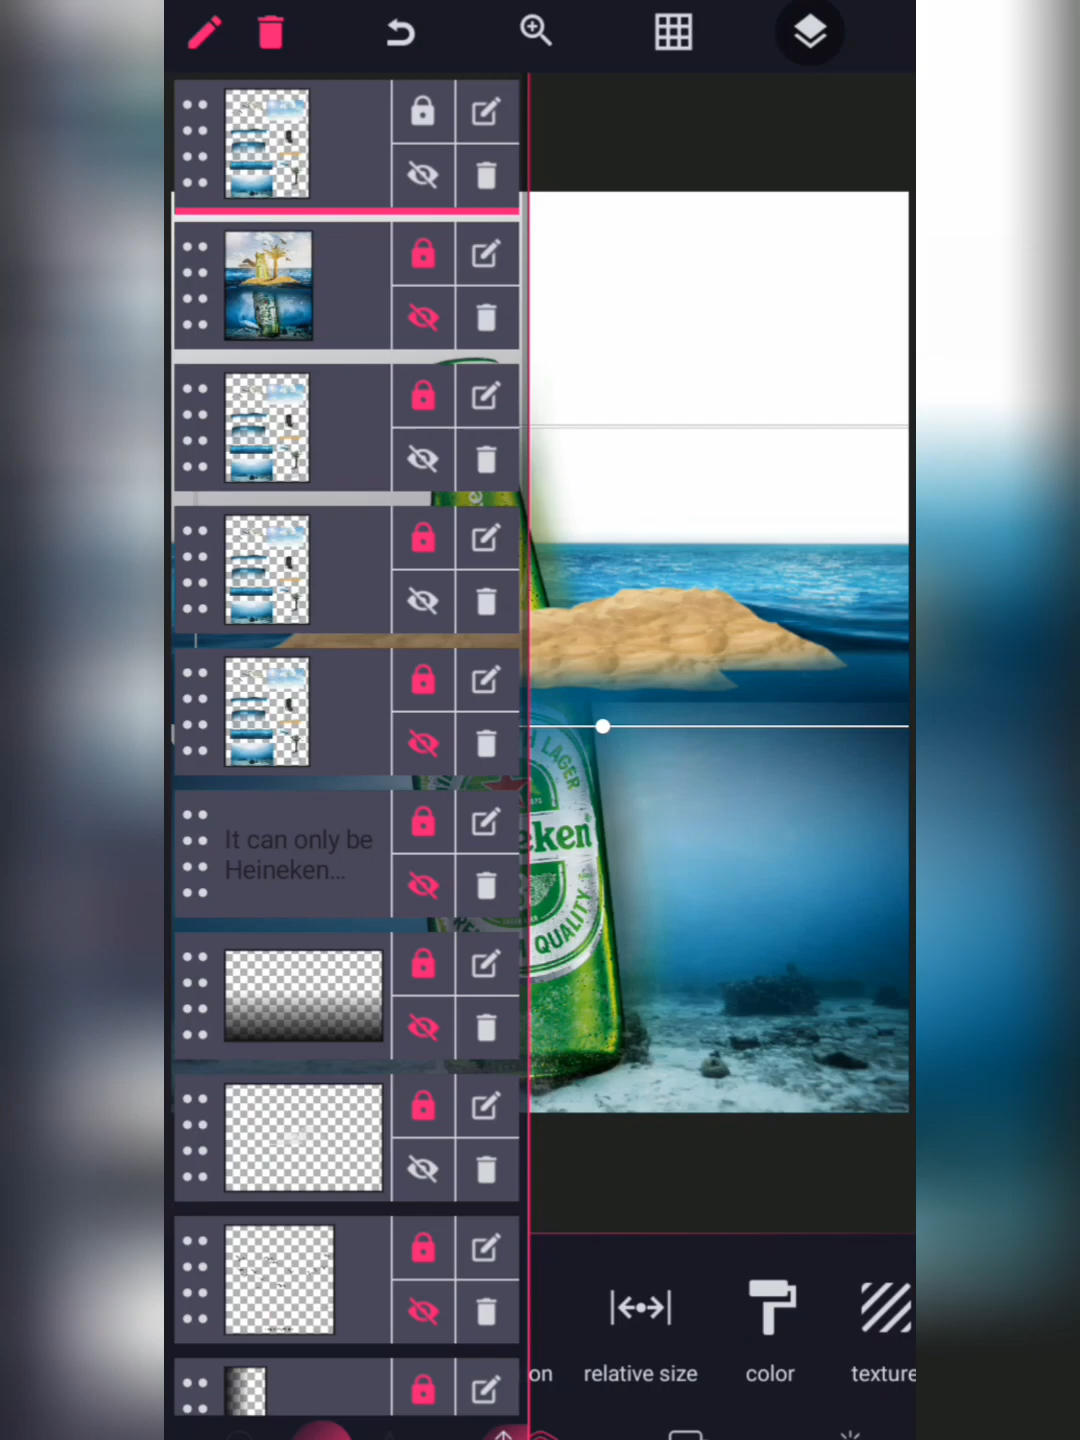 It can only be
Heineken...
LAGER
eken
QUALITY
on
relative size
color
texture